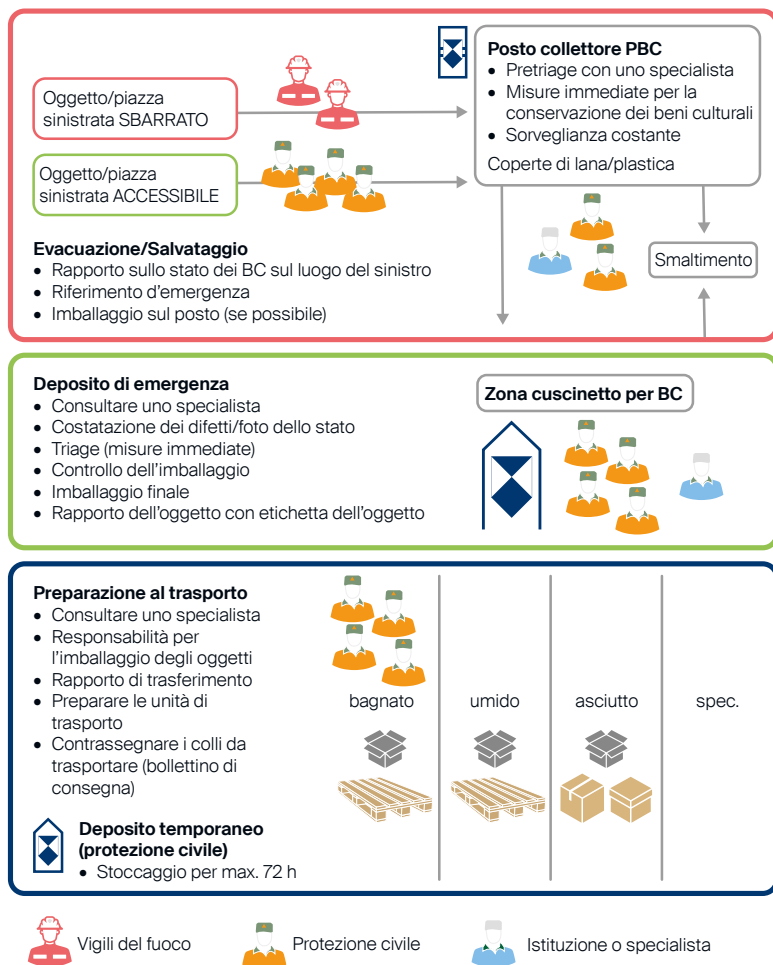 Oggetto/piazza
sinistrata SBARRATO
Oggetto/piazza
sinistrata ACCESSIBILE
Posto collettore PBC
• Pretriage con uno specialista
• Misure immediate per la
conservazione dei beni culturali
• Sorveglianza costante
Coperte di lana/plastica
Smaltimento
Evacuazione/Salvataggio
• Rapporto sullo stato dei BC sul luogo del sinistro
• Riferimento d’emergenza
• Imballaggio sul posto (se possibile)
Deposito di emergenza
• Consultare uno specialista
• Costatazione dei difetti/foto dello stato
• Triage (misure immediate)
• Controllo dell’imballaggio
• Imballaggio finale
• Rapporto dell’oggetto con etichetta dell’oggetto
Zona cuscinetto per BC
Preparazione al trasporto
• Consultare uno specialista
• Responsabilità per
l’imballaggio degli oggetti
• Rapporto di trasferimento
• Preparare le unità di
trasporto
• Contrassegnare i colli da
trasportare (bollettino di
consegna)
bagnato
umido
asciutto
spec.
Deposito temporaneo
(protezione civile)
• Stoccaggio per max. 72 h
Vigili del fuoco
Protezione civile
Istituzione o specialista